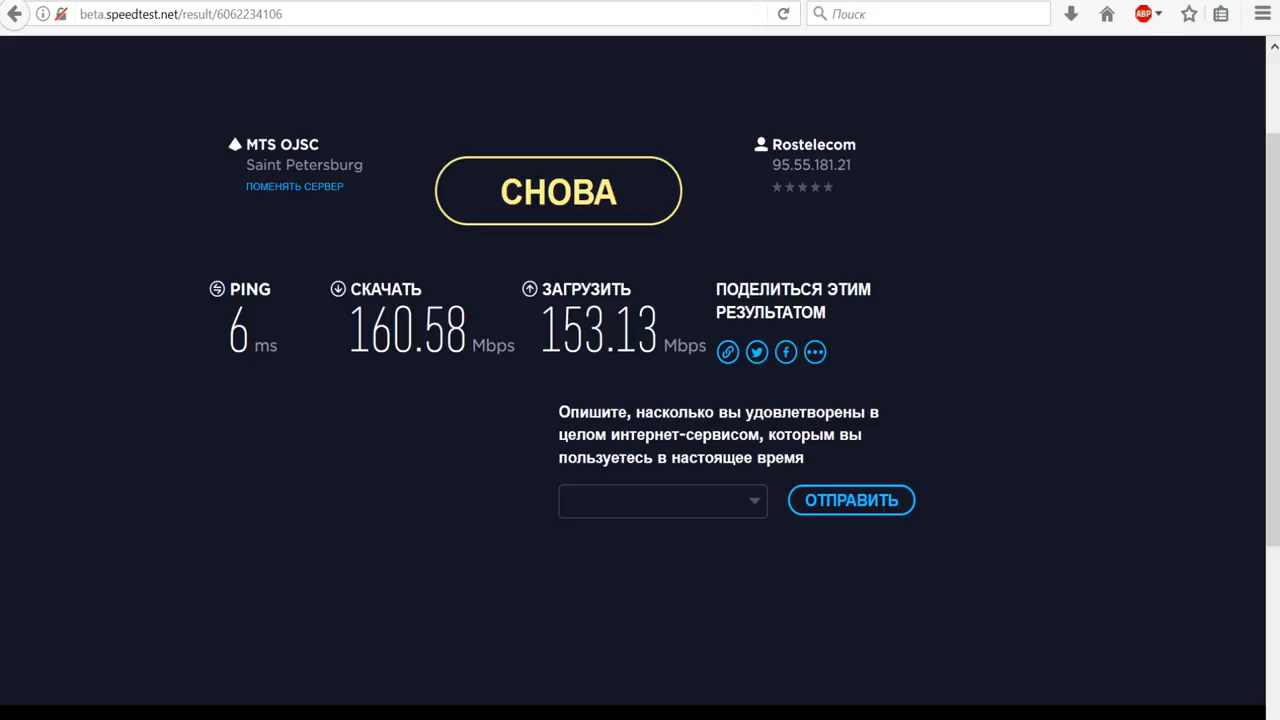 beta.speedtest.net/result/6062234106
Поиск
ABP
MTS OJSC
Saint Petersburg
ПОМЕНЯТЬ СЕРВЕР
СНОВА
Rostelecom
95.55.181.21
PING
6 ms
СКАЧАТЬ
160.58 Mbps
ЗАГРУЗИТЬ
153.13 Mbps
ПОДЕЛИТЬСЯ ЭТИМ
РЕЗУЛЬТАТОМ
Опишите, насколько вы удовлетворены в
целом интернет-сервисом, которым вы
пользуетесь в настоящее время
ОТПРАВИТЬ